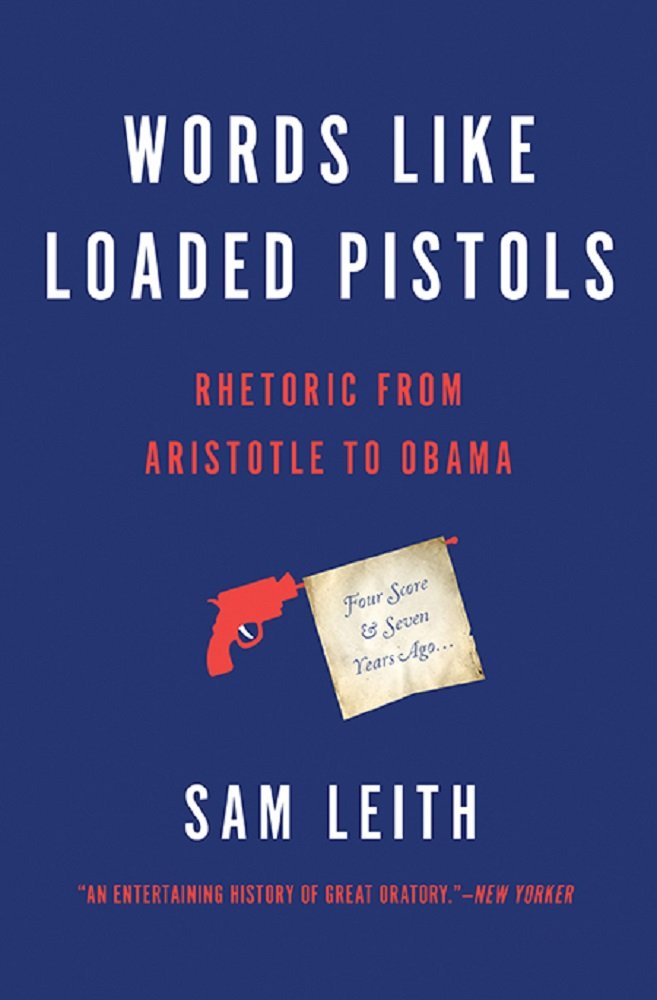 WORDS LIKE
LOADED PISTOLS
RHETORIC FROM
ARISTOTLE TO OBAMA
Four Score
& Seven
Years Ago...
SAM LEITH
“AN ENTERTAINING HISTORY OF GREAT ORATORY.”–NEW YORKER